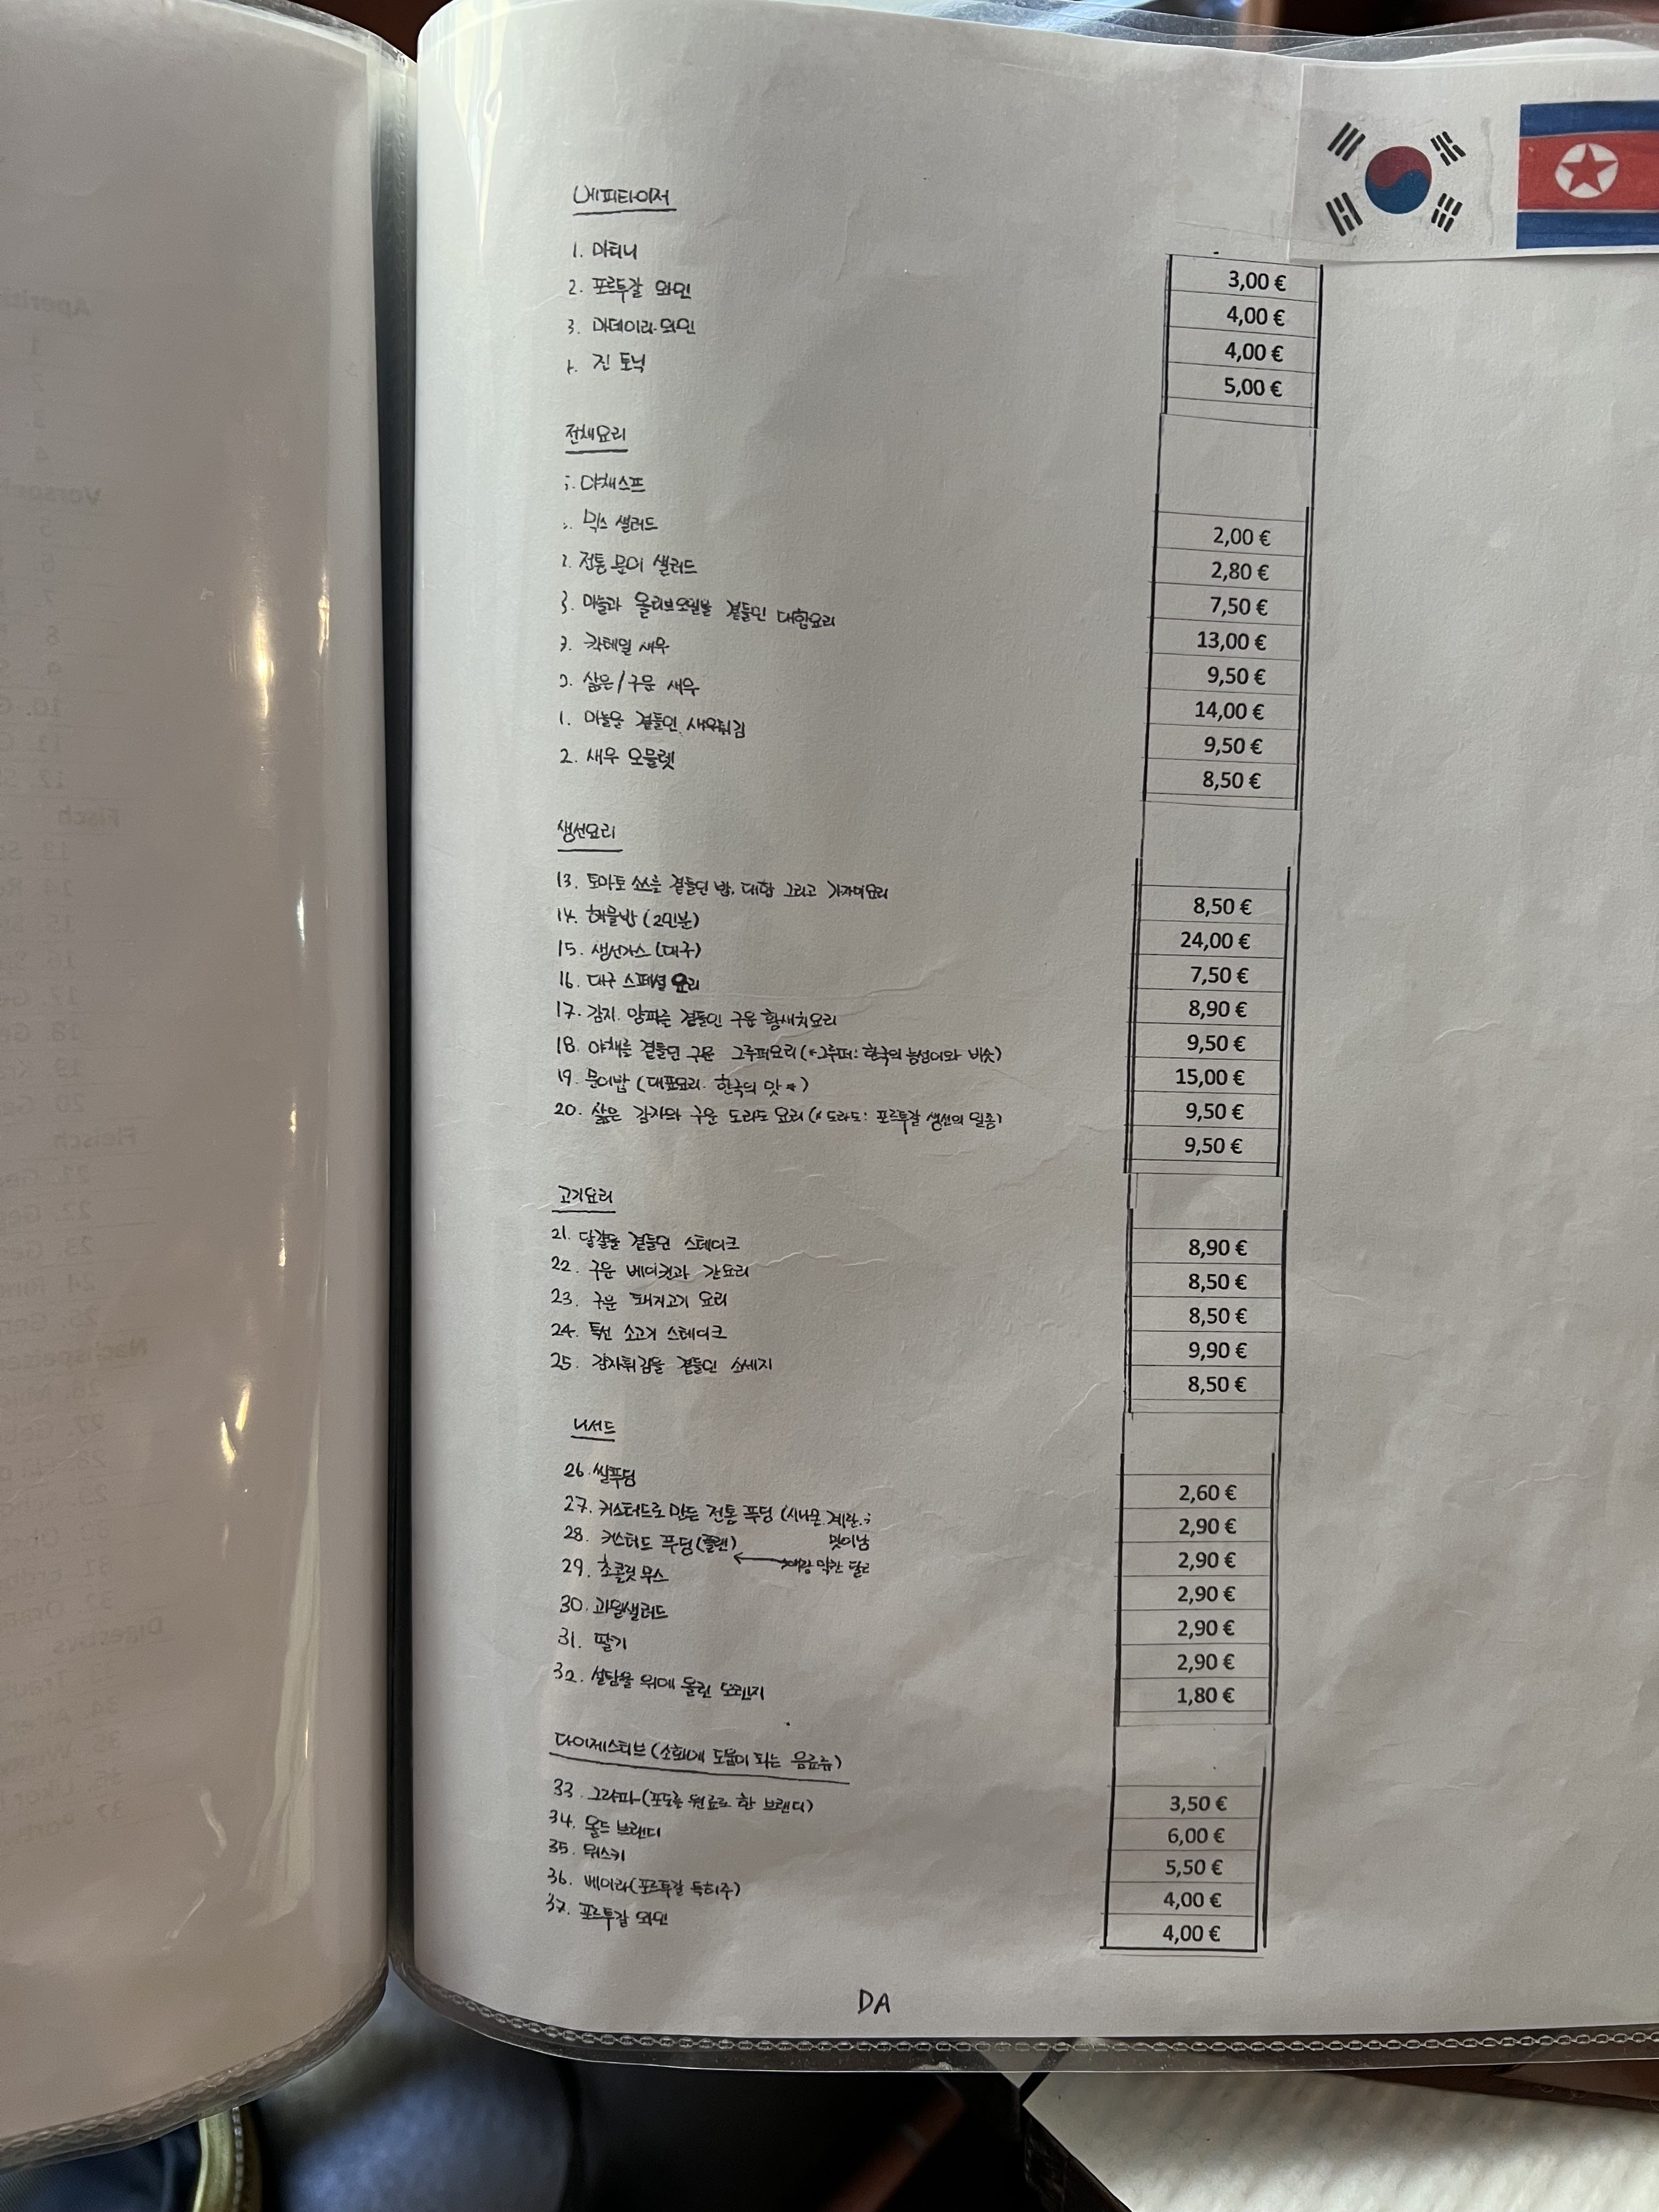 에피타이저
1. 마티니
3,00 €
2. 포르투갈 와인
4,00 €
3. 마데이라 와인
4,00 €
진 토닉
5,00 €
전채요리
야채스프
2,00 €
믹스 샐러드
2,80 €
전통 문어 샐러드
7,50 €
마늘과 올리브오일을 곁들인 대합요리
13,00 €
칵테일 새우
9,50 €
삶은/구운 새우
14,00 €
1. 마늘을 곁들인 새우튀김
9,50 €
2. 새우 오믈렛
8,50 €
생선요리
13. 토마토 소스를 곁들인 밥, 대합 그리고 가자미요리
8,50 €
14. 해물밥 (2인분)
24,00 €
15. 생선가스 (대구)
7,50 €
16. 대구 스페셜 요리
8,90 €
17. 감자. 양파를 곁들인 구운 황새치요리
9,50 €
18. 야채를 곁들인 구운 그루퍼요리 (*그루퍼: 한국의 능성어와 비슷)
15,00 €
19. 문어밥 (대표요리. 한국의 맛*)
9,50 €
20. 삶은 감자와 구운 도라도 요리 (* 도라도: 포르투갈 생선의 일종)
9,50 €
고기요리
21. 달걀을 곁들인 스테이크
8,90 €
22. 구운 베이컨과 간요리
8,50 €
23. 구운 돼지고기 요리
8,50 €
24. 특선 소고기 스테이크
9,90 €
25. 감자튀김을 곁들인 소세지
8,50 €
26. 쌀푸딩
2,60 €
27. 커스터드로 만든 전통 푸딩 (시나몬. 계란.
맛이남
2,90 €
28. 커스터드 푸딩 (플랜)
2,90 €
29. 초콜릿 무스
2,90 €
30. 과일샐러드
2,90 €
31. 딸기
2,90 €
32. 설탕을 위에 올린 오렌지
1,80 €
다이제스티브 (소화에 도움이 되는 음료류)
33. 그라파 (포도를 원료로 한 브랜디)
3,50 €
34. 올드 브랜디
6,00 €
35. 위스키
5,50 €
36. 베이라 (포르투갈 특허주)
4,00 €
37. 포르투갈 와인
4,00 €
DA